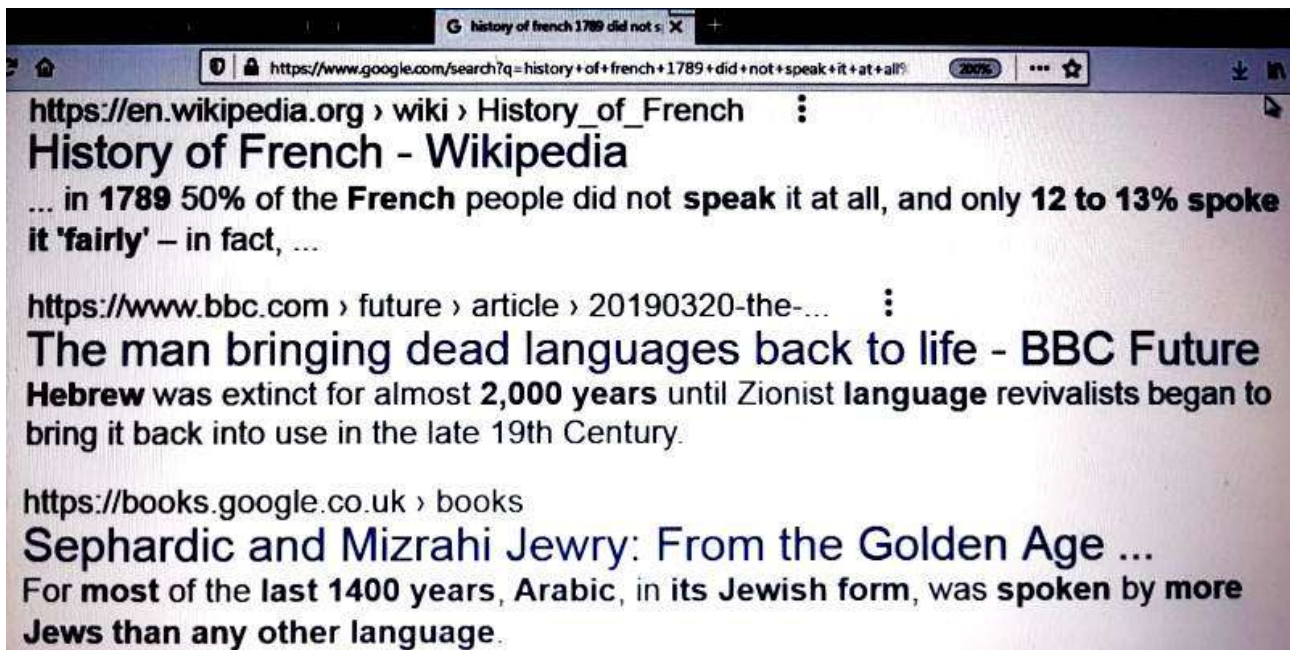 G history of french 1789 did not s X +
https://www.google.com/search?q=history+of+french+1789+did+not+speak+it+at+all% 200% ...
https://en.wikipedia.org › wiki › History_of_French
History of French - Wikipedia
... in 1789 50% of the French people did not speak it at all, and only 12 to 13% spoke
it 'fairly' – in fact, ...
https://www.bbc.com › future › article › 20190320-the-...
The man bringing dead languages back to life - BBC Future
Hebrew was extinct for almost 2,000 years until Zionist language revivalists began to
bring it back into use in the late 19th Century.
https://books.google.co.uk › books
Sephardic and Mizrahi Jewry: From the Golden Age ...
For most of the last 1400 years, Arabic, in its Jewish form, was spoken by more
Jews than any other language.